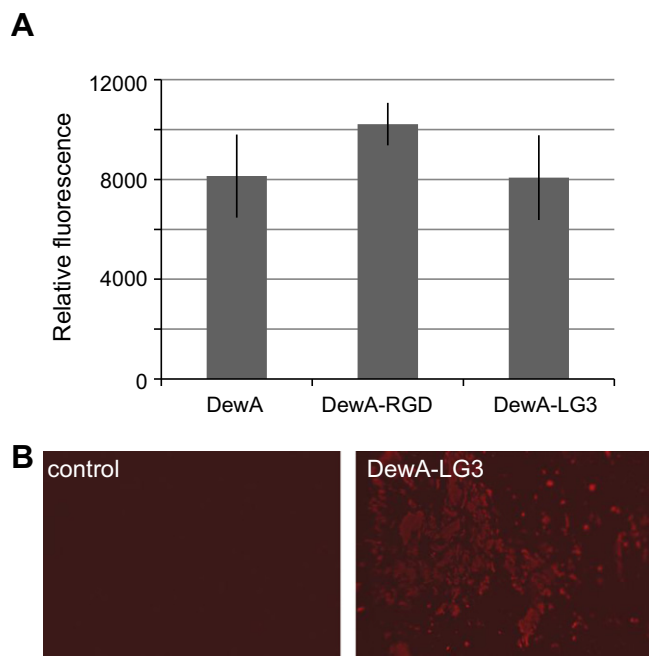 A
Relative fluorescence
12000
8000
4000
0
DewA
DewA-RGD
DewA-LG3
B
control
DewA-LG3